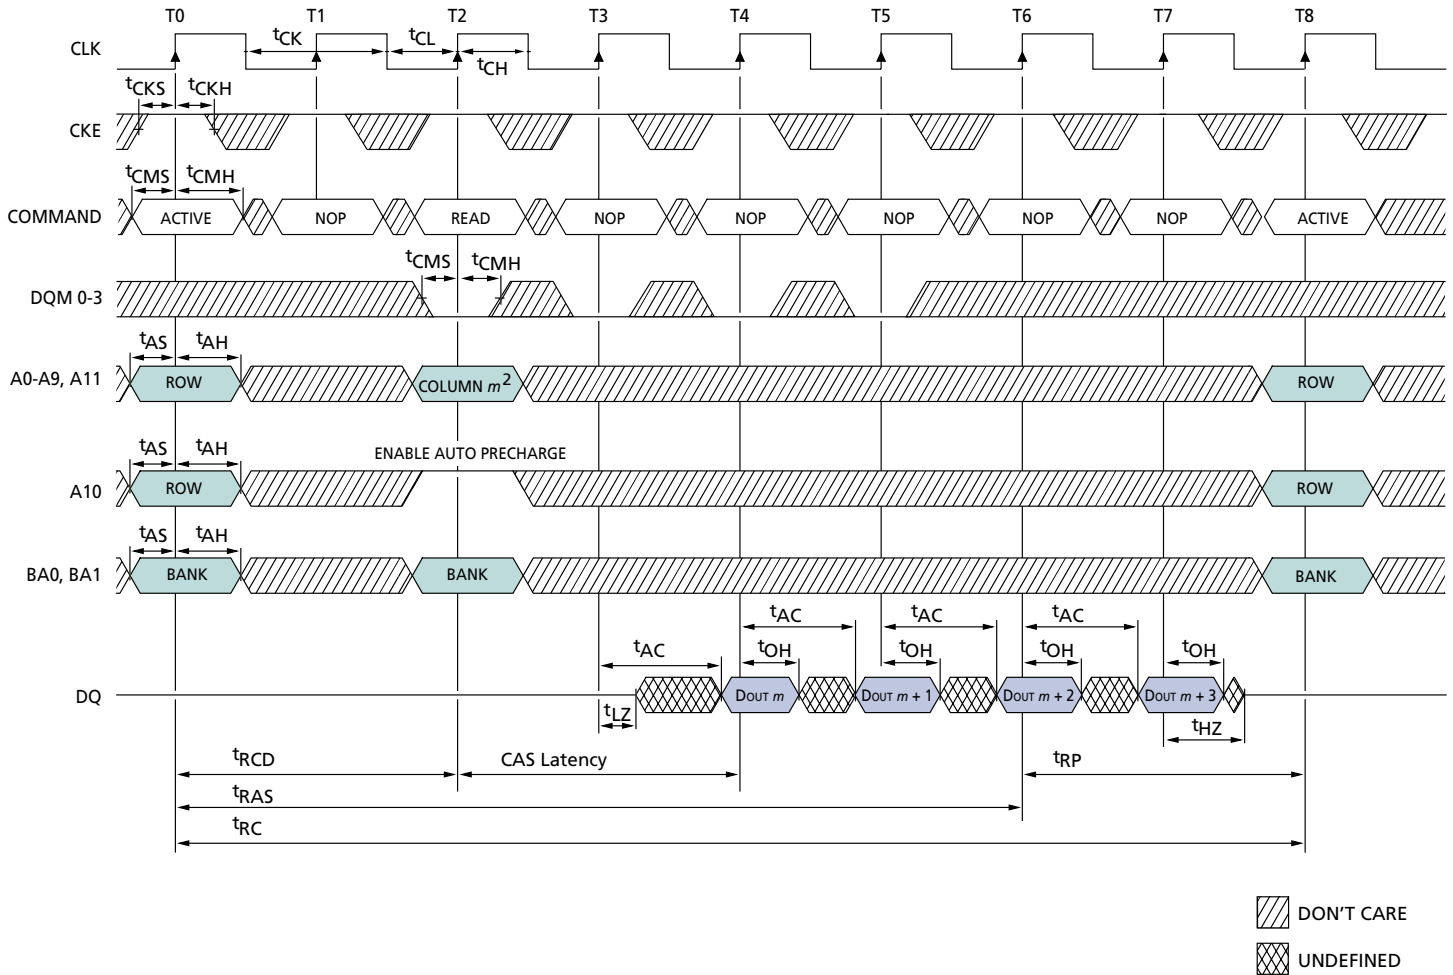 T0 T1 T2 T3 T4 T5 T6 T7 T8
CLK
tCK tCL
tCH
tCKS tCKH
CKE
tCMS tCMH
COMMAND ACTIVE NOP READ NOP NOP NOP NOP NOP ACTIVE
tCMS tCMH
DQM 0-3
tAS tAH
A0-A9, A11 ROW COLUMN m2 ROW
tAS tAH ENABLE AUTO PRECHARGE
A10 ROW ROW
tAS tAH
BA0, BA1 BANK BANK BANK
tAC tAC tAC
tAC tOH tOH tOH tOH
DQ DOUT m DOUT m + 1 DOUT m + 2 DOUT m + 3
tLZ tHZ
tRCD CAS Latency tRP
tRAS
tRC
DON'T CARE
UNDEFINED